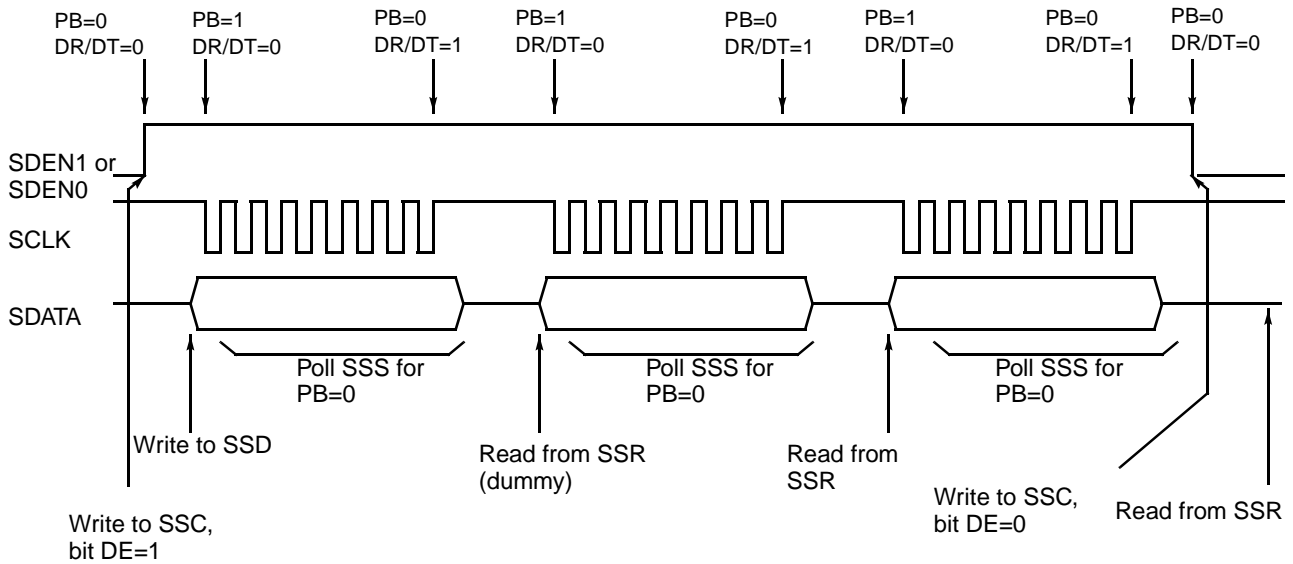 PB=0
DR/DT=0
PB=1
DR/DT=0
PB=0
DR/DT=1
PB=1
DR/DT=0
PB=0
DR/DT=1
PB=1
DR/DT=0
PB=0
DR/DT=1
PB=0
DR/DT=0
SDEN1 or
SDEN0
SCLK
SDATA
Poll SSS for
PB=0
Poll SSS for
PB=0
Poll SSS for
PB=0
Write to SSD
Read from SSR
(dummy)
Read from
SSR
Write to SSC,
bit DE=0
Read from SSR
Write to SSC,
bit DE=1